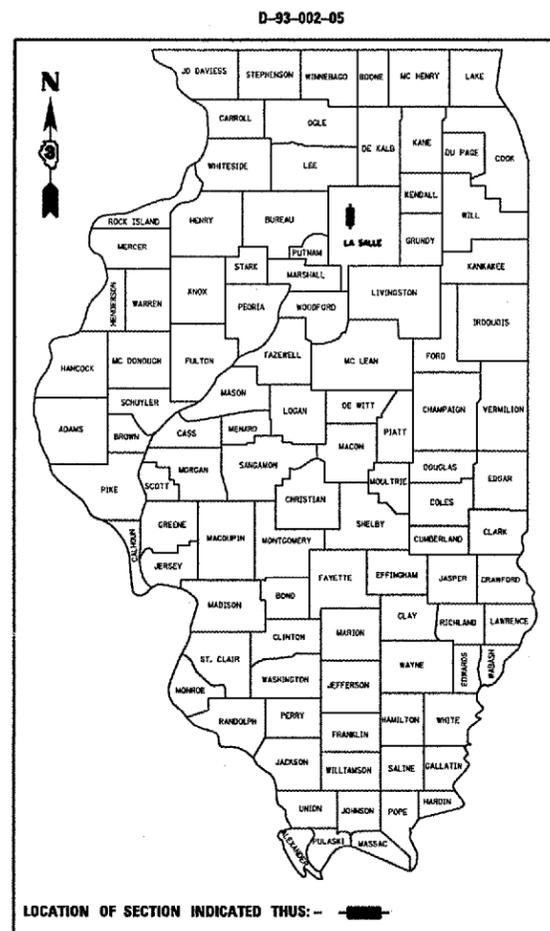 D-93-002-05
N
3
JO DAVIESS STEPHENSON WINNEBAGO BOONE MC HENRY LAKE
CARROLL OGLE DE KALB KANE DU PAGE COOK
WHITESIDE LEE
KENDALL WILL
ROCK ISLAND HENRY BUREAU LA SALLE GRUNDY
MERCER PUTNAM
STARK MARSHALL KANKAKEE
HENDERSON WARREN KNOX PEORIA WOODFORD LIVINGSTON IROQUOIS
HANCOCK MC DONOUGH FULTON TAZEWELL MC LEAN FORD
MASON
SCHUYLER LOGAN DE WITT CHAMPAIGN VERMILION
ADAMS BROWN CASS MENARD MACON PIATT
MORGAN SANGAMON DOUGLAS EDGAR
PIKE SCOTT CHRISTIAN MOULTRIE COLES
CALHOUN GREENE MACOUPIN MONTGOMERY SHELBY CUMBERLAND CLARK
JERSEY
MADISON BOND FAYETTE EFFINGHAM JASPER CRAWFORD
CLINTON MARION CLAY RICHLAND LAWRENCE
ST. CLAIR WASHINGTON JEFFERSON WAYNE EDWARDS WABASH
MONROE
RANDOLPH PERRY FRANKLIN HAMILTON WHITE
JACKSON WILLIAMSON SALINE GALLATIN
UNION JOHNSON POPE HARDIN
ALEXANDER PULASKI MASSAC
LOCATION OF SECTION INDICATED THUS: -